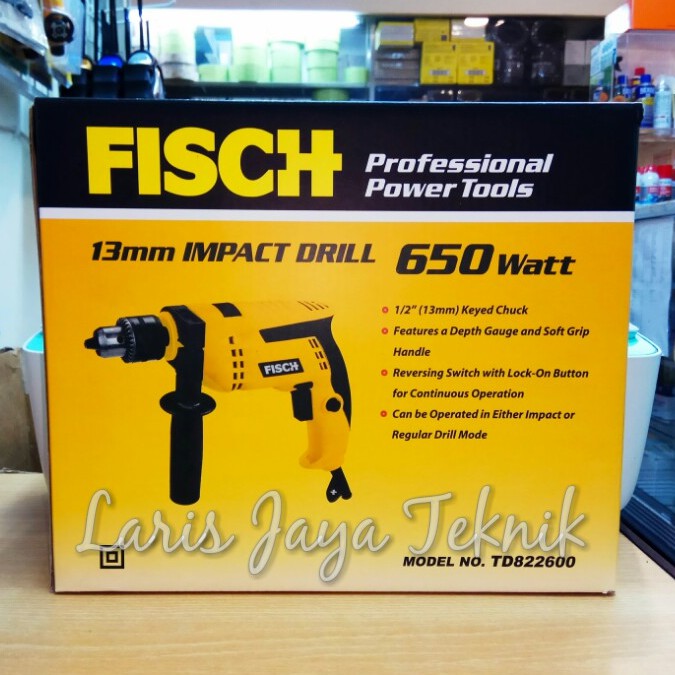 FISCH
Professional
Power Tools
13mm IMPACT DRILL 650 Watt
1/2" (13mm) Keyed Chuck
Features a Depth Gauge and Soft Grip
Handle
Reversing Switch with Lock-On Button
for Continuous Operation
Can be Operated in Either Impact or
Regular Drill Mode
FISCH
Laris Jaya Teknik
MODEL NO. TD822600